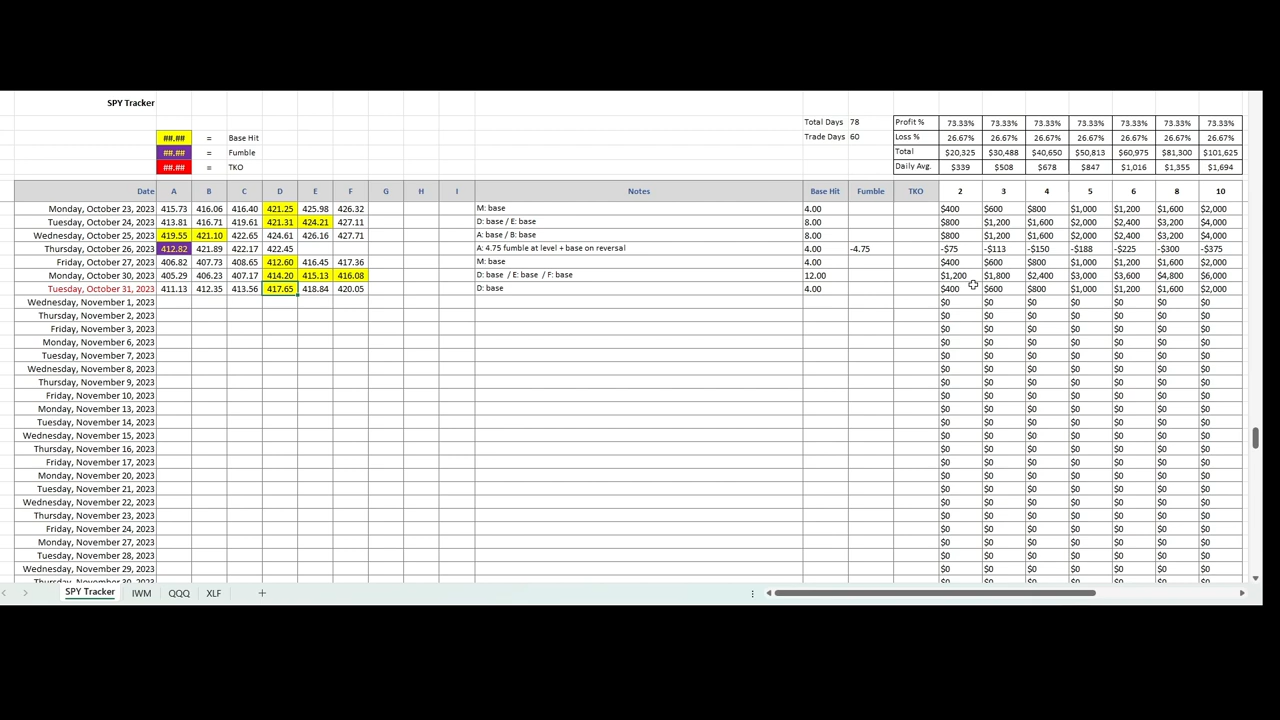 SPY Tracker
Total Days 78 Profit % 73.33% 73.33% 73.33% 73.33% 73.33% 73.33% 73.33%
##.## = Base Hit Trade Days 60 Loss % 26.67% 26.67% 26.67% 26.67% 26.67% 26.67% 26.67%
##.## = Fumble Total $20,325 $30,488 $40,650 $50,813 $60,975 $81,300 $101,625
##.## = TKO Daily Avg. $339 $508 $678 $847 $1,016 $1,355 $1,694
Date A B C D E F G H I Notes Base Hit Fumble TKO 2 3 4 5 6 8 10
Monday, October 23, 2023 415.73 416.06 416.40 421.25 425.98 426.32 M: base 4.00 $400 $600 $800 $1,000 $1,200 $1,600 $2,000
Tuesday, October 24, 2023 413.81 416.71 419.61 421.31 424.21 427.11 D: base / E: base 8.00 $800 $1,200 $1,600 $2,000 $2,400 $3,200 $4,000
Wednesday, October 25, 2023 419.55 421.10 422.65 424.61 426.16 427.71 A: base / B: base 8.00 $800 $1,200 $1,600 $2,000 $2,400 $3,200 $4,000
Thursday, October 26, 2023 412.82 421.89 422.17 422.45 A: 4.75 fumble at level + base on reversal 4.00 -4.75 -$75 -$113 -$150 -$188 -$225 -$300 -$375
Friday, October 27, 2023 406.82 407.73 408.65 412.60 416.45 417.36 M: base 4.00 $400 $600 $800 $1,000 $1,200 $1,600 $2,000
Monday, October 30, 2023 405.29 406.23 407.17 414.20 415.13 416.08 D: base / E: base / F: base 12.00 $1,200 $1,800 $2,400 $3,000 $3,600 $4,800 $6,000
Tuesday, October 31, 2023 411.13 412.35 413.56 417.65 418.84 420.05 D: base 4.00 $400 $600 $800 $1,000 $1,200 $1,600 $2,000
Wednesday, November 1, 2023 $0 $0 $0 $0 $0 $0 $0
Thursday, November 2, 2023 $0 $0 $0 $0 $0 $0 $0
Friday, November 3, 2023 $0 $0 $0 $0 $0 $0 $0
Monday, November 6, 2023 $0 $0 $0 $0 $0 $0 $0
Tuesday, November 7, 2023 $0 $0 $0 $0 $0 $0 $0
Wednesday, November 8, 2023 $0 $0 $0 $0 $0 $0 $0
Thursday, November 9, 2023 $0 $0 $0 $0 $0 $0 $0
Friday, November 10, 2023 $0 $0 $0 $0 $0 $0 $0
Monday, November 13, 2023 $0 $0 $0 $0 $0 $0 $0
Tuesday, November 14, 2023 $0 $0 $0 $0 $0 $0 $0
Wednesday, November 15, 2023 $0 $0 $0 $0 $0 $0 $0
Thursday, November 16, 2023 $0 $0 $0 $0 $0 $0 $0
Friday, November 17, 2023 $0 $0 $0 $0 $0 $0 $0
Monday, November 20, 2023 $0 $0 $0 $0 $0 $0 $0
Tuesday, November 21, 2023 $0 $0 $0 $0 $0 $0 $0
Wednesday, November 22, 2023 $0 $0 $0 $0 $0 $0 $0
Thursday, November 23, 2023 $0 $0 $0 $0 $0 $0 $0
Friday, November 24, 2023 $0 $0 $0 $0 $0 $0 $0
Monday, November 27, 2023 $0 $0 $0 $0 $0 $0 $0
Tuesday, November 28, 2023 $0 $0 $0 $0 $0 $0 $0
Wednesday, November 29, 2023 $0 $0 $0 $0 $0 $0 $0
Thursday, November 30, 2023
SPY Tracker IWM QQQ XLF +